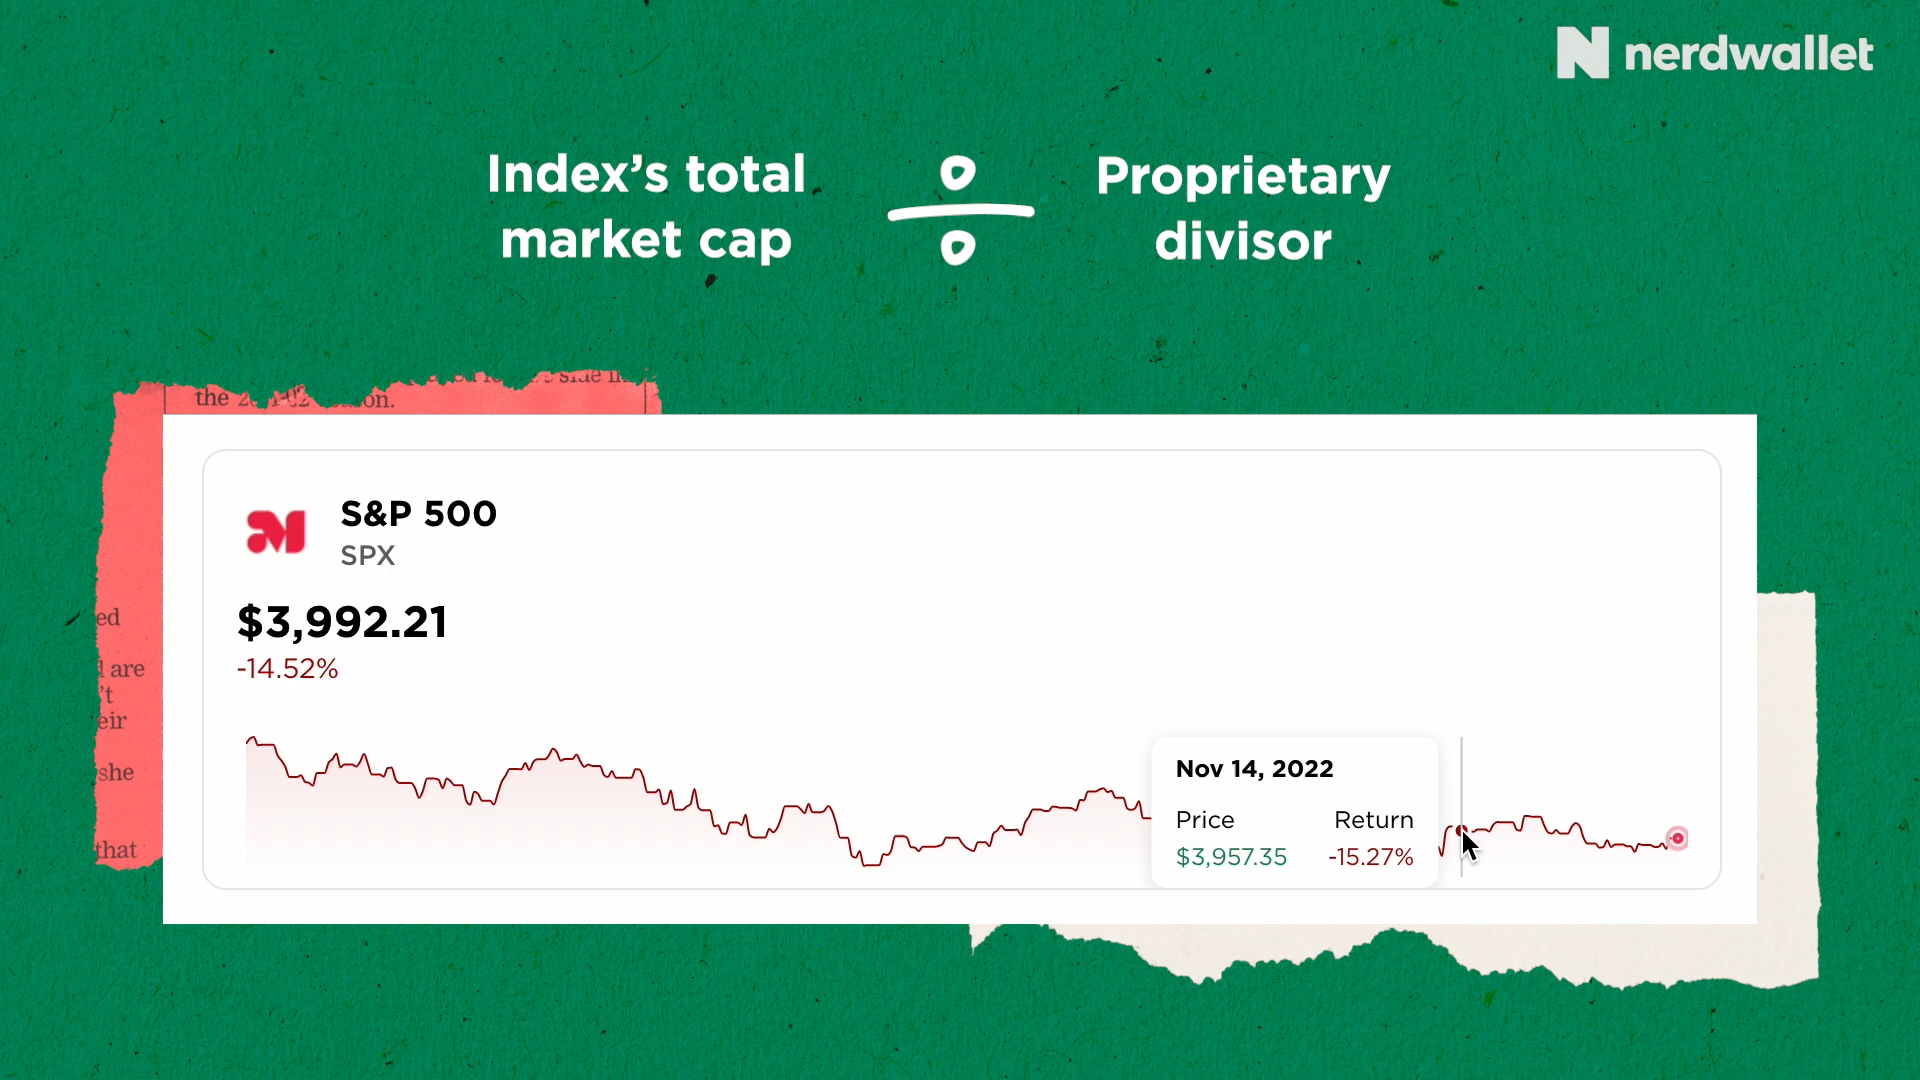 nerdwallet
Index’s total
market cap
Proprietary
divisor
the on.
S&P 500
SPX
$3,992.21
-14.52%
ed
are
’t
eir
she
that
Nov 14, 2022
Price Return
$3,957.35 -15.27%